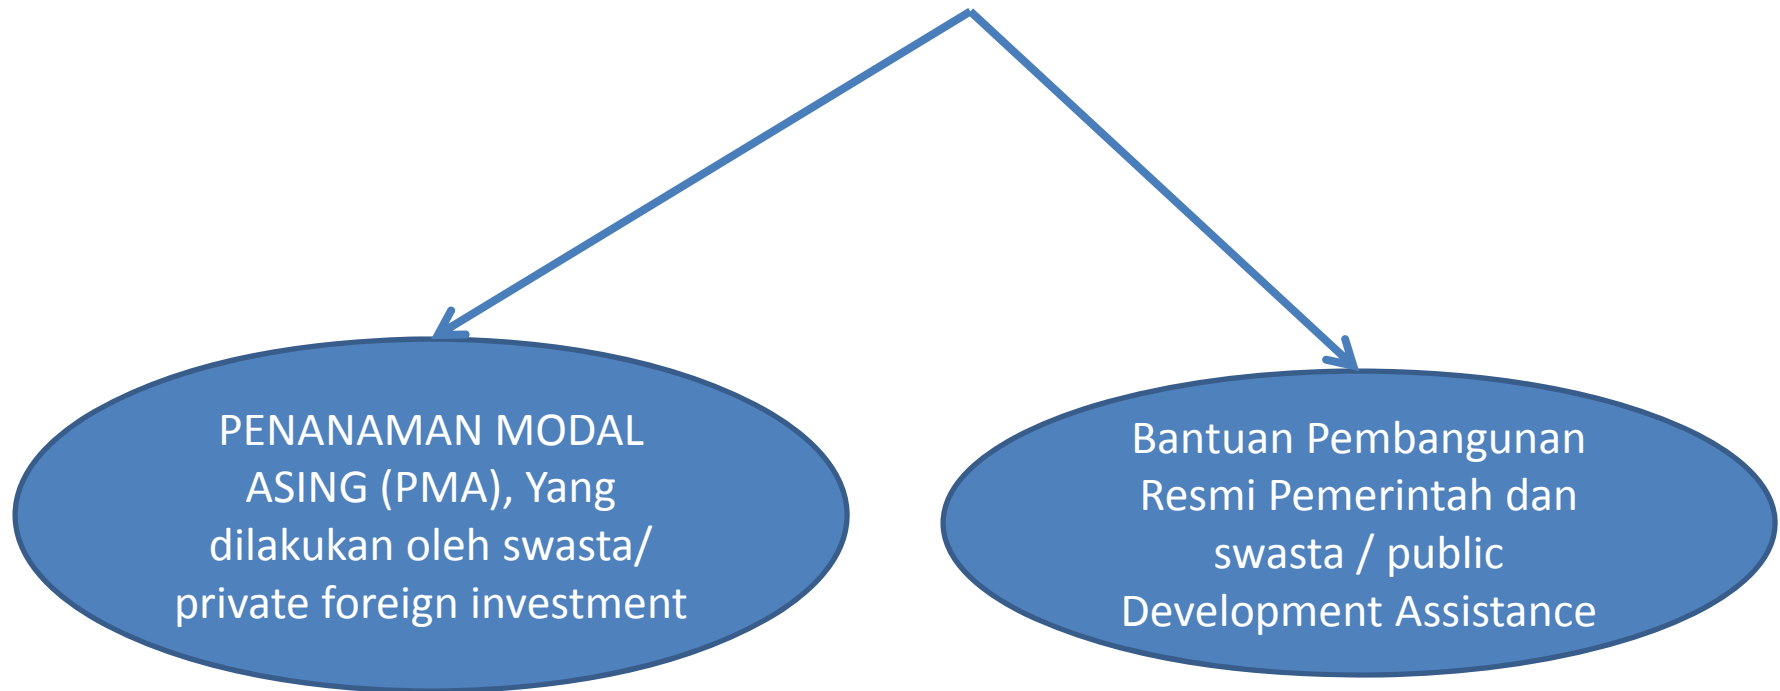 PENANAMAN MODAL
ASING (PMA), Yang
dilakukan oleh swasta/
private foreign investment
Bantuan Pembangunan
Resmi Pemerintah dan
swasta / public
Development Assistance